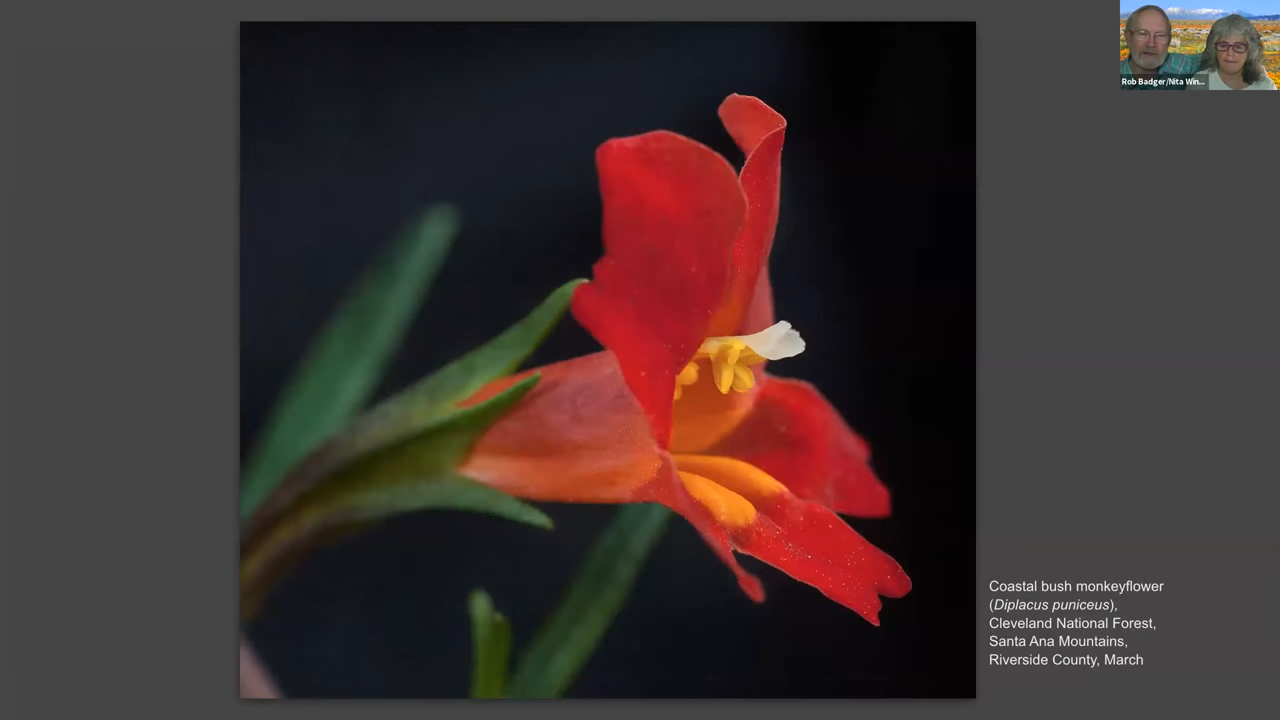 Rob Badger/Nita Win...
Coastal bush monkeyflower
(Diplacus puniceus),
Cleveland National Forest,
Santa Ana Mountains,
Riverside County, March